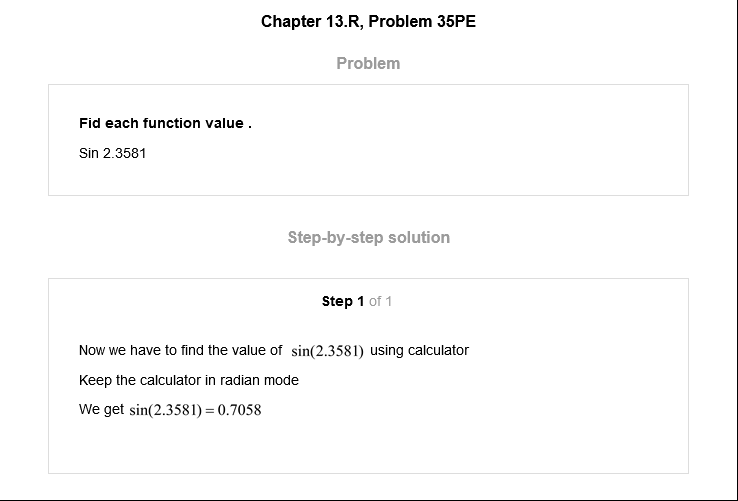 Chapter 13.R, Problem 35PE
Problem
Fid each function value .
Sin 2.3581
Step-by-step solution
Step 1 of 1
Now we have to find the value of sin(2.3581) using calculator
Keep the calculator in radian mode
We get sin(2.3581) = 0.7058